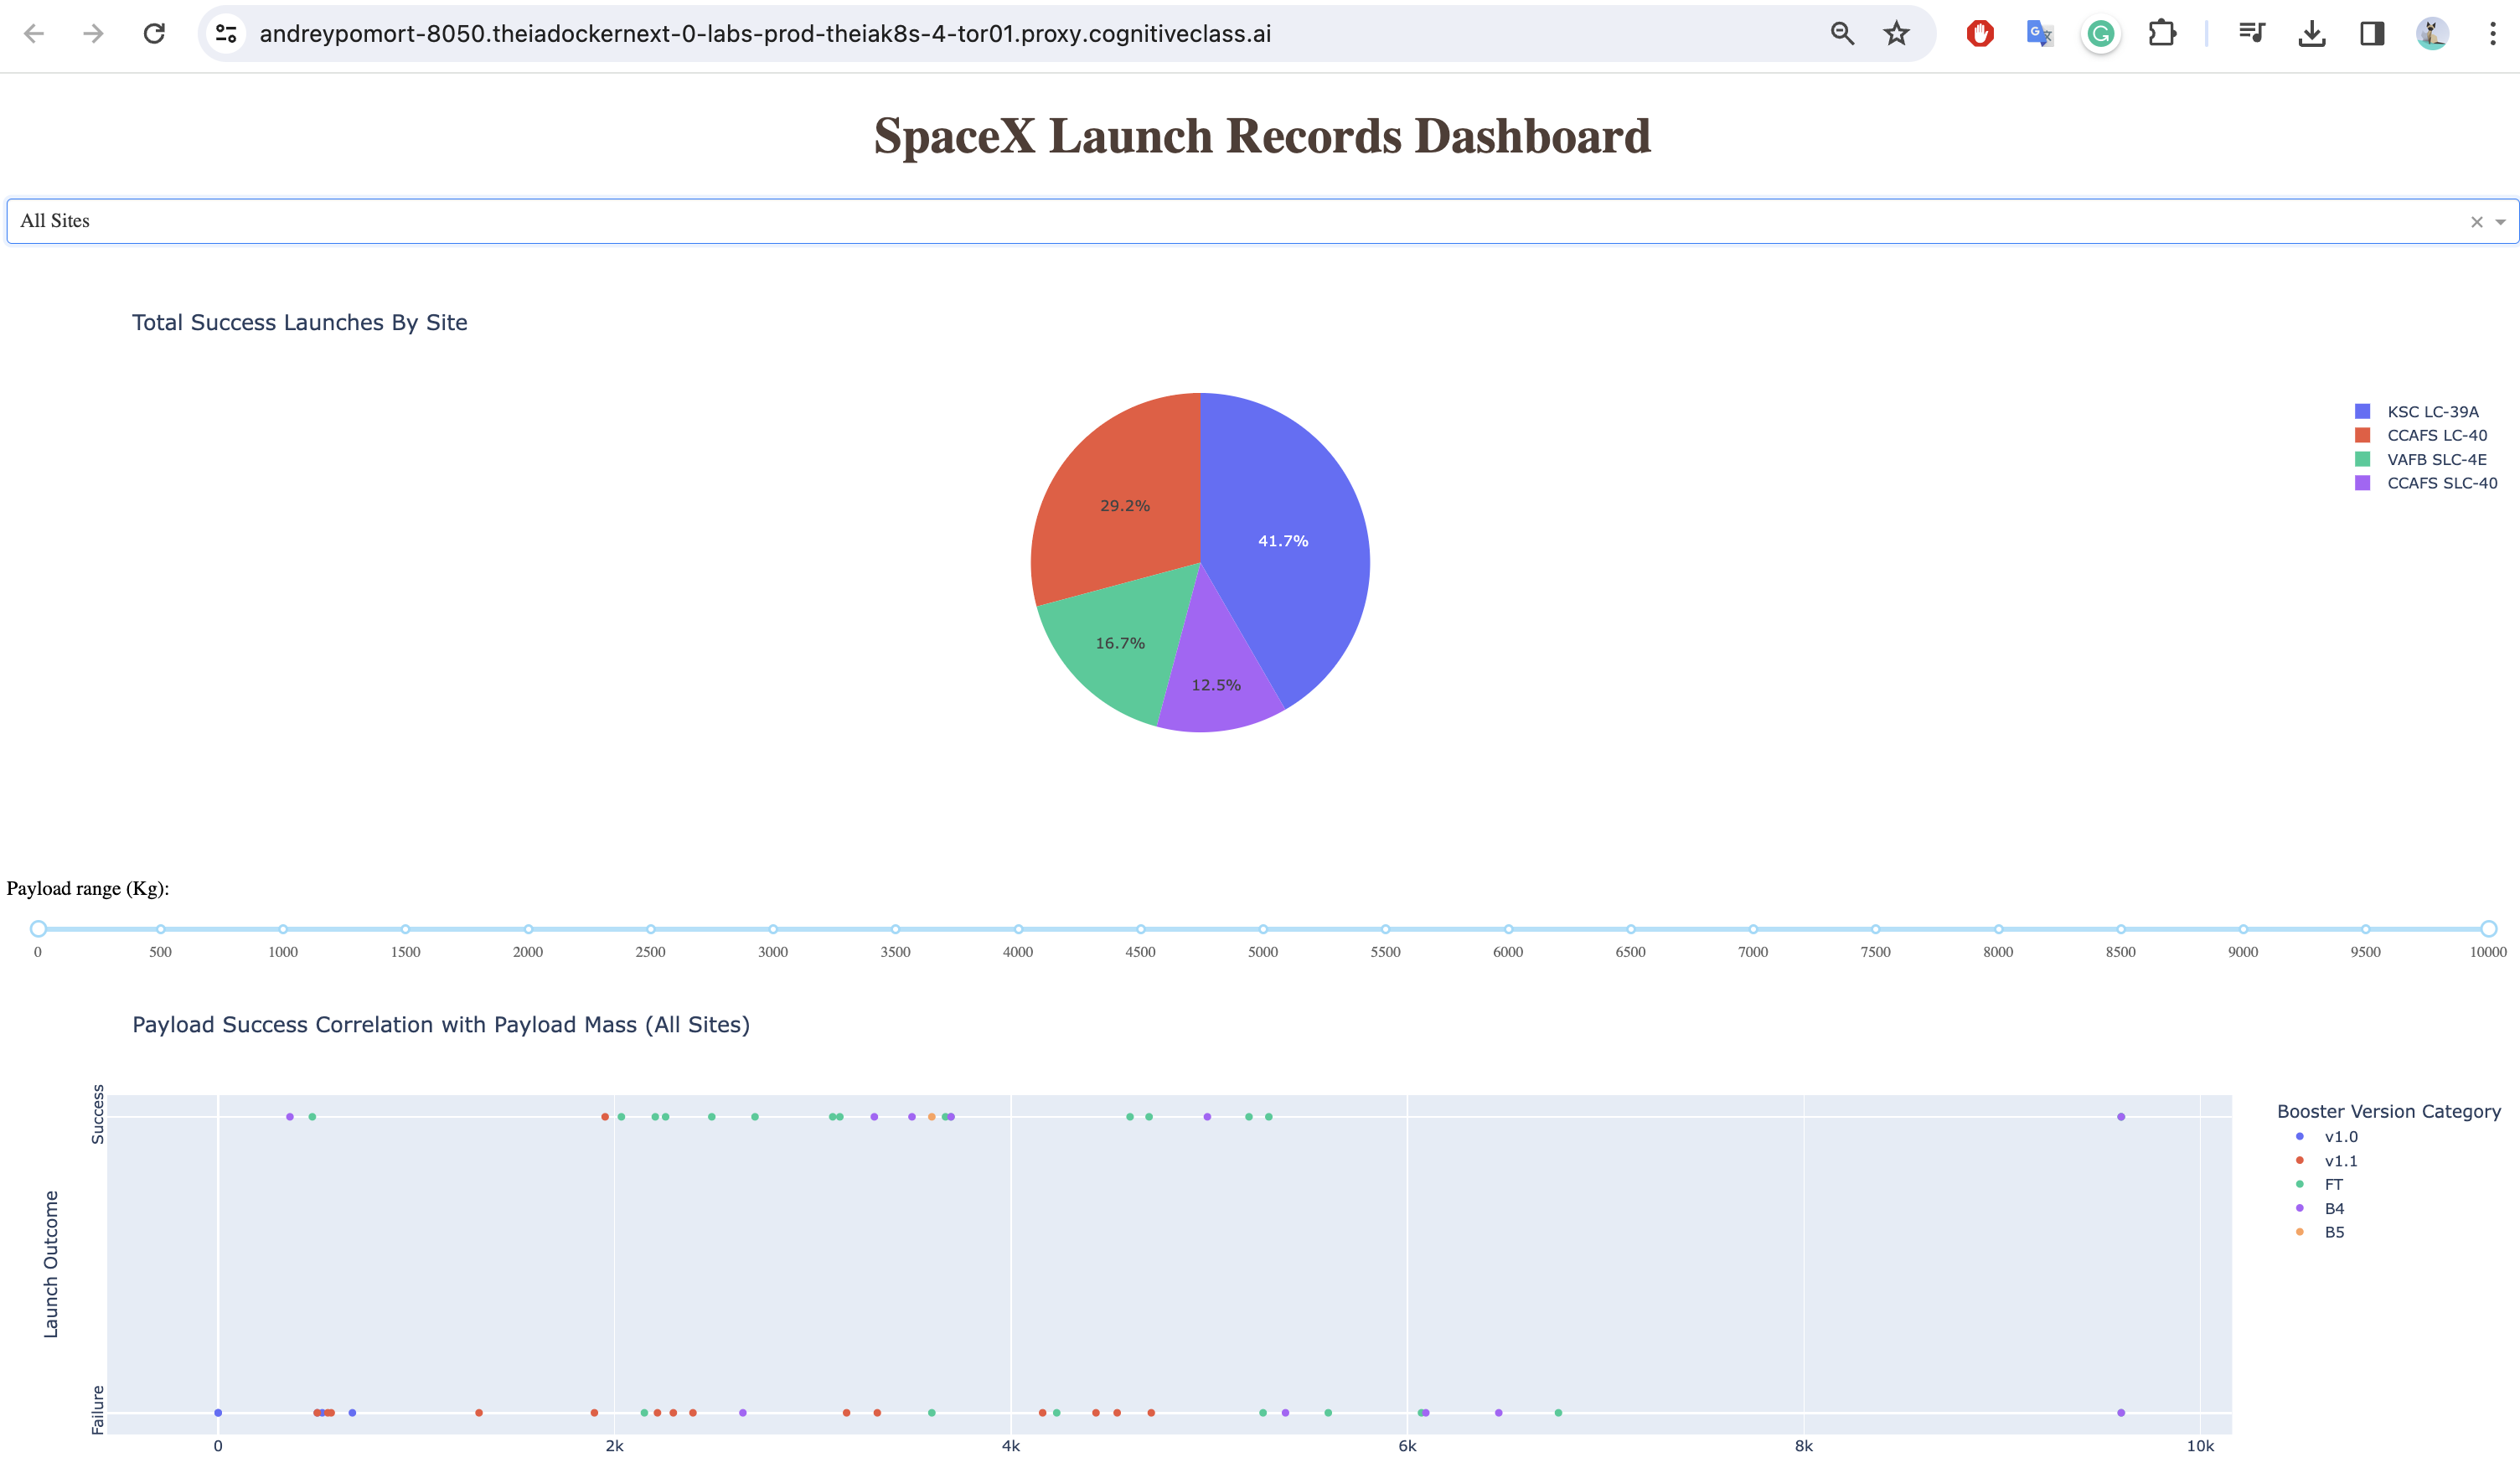 andreypomort-8050.theiadockernext-0-labs-prod-theiak8s-4-tor01.proxy.cognitiveclass.ai
SpaceX Launch Records Dashboard
All Sites
Total Success Launches By Site
KSC LC-39A
CCAFS LC-40
VAFB SLC-4E
CCAFS SLC-40
29.2%
41.7%
16.7%
12.5%
Payload range (Kg):
0 500 1000 1500 2000 2500 3000 3500 4000 4500 5000 5500 6000 6500 7000 7500 8000 8500 9000 9500 10000
Payload Success Correlation with Payload Mass (All Sites)
Success
Launch Outcome
Failure
Booster Version Category
v1.0
v1.1
FT
B4
B5
0 2k 4k 6k 8k 10k